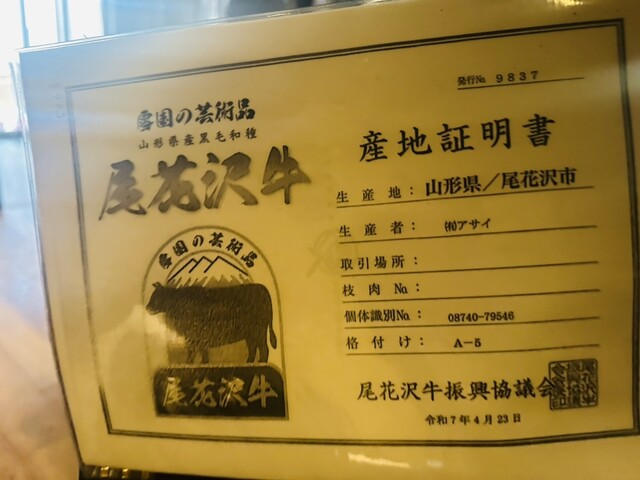 発行№ 9837
雪国の芸術品
山形県産黒毛和種
尾花沢牛
雪国の芸術品
尾花沢牛
産地証明書
生産地：山形県／尾花沢市
生産者：㈲アサイ
取引場所：
枝肉№：
個体識別№：08740-79546
格付け：A-5
尾花沢牛振興協議会
令和7年4月23日